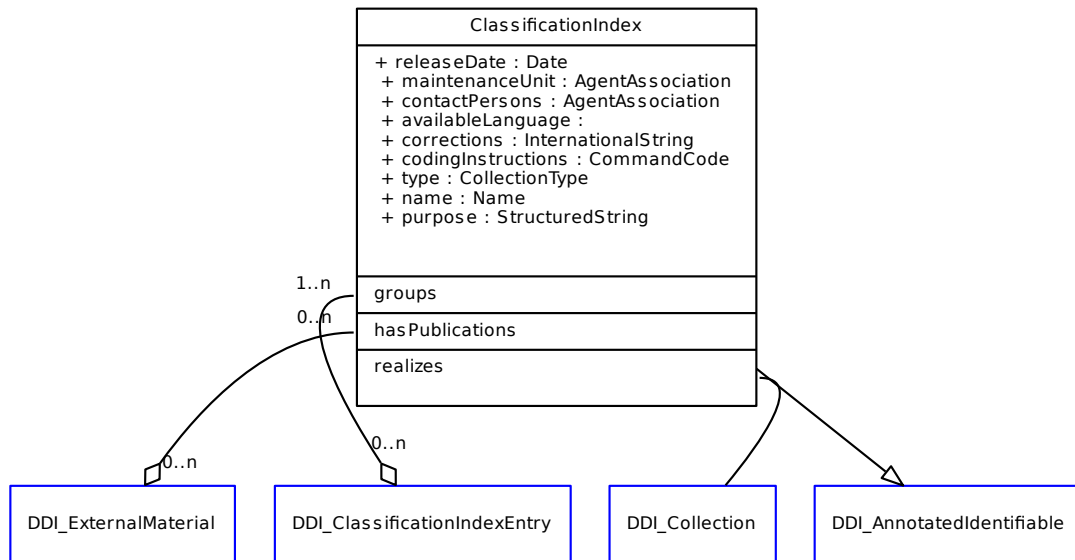 ClassificationIndex
+ releaseDate : Date
+ maintenanceUnit : AgentAssociation
+ contactPersons : AgentAssociation
+ availableLanguage :
+ corrections : InternationalString
+ codingInstructions : CommandCode
+ type : CollectionType
+ name : Name
+ purpose : StructuredString
1..n
groups
0..n
hasPublications
realizes
0..n
0..n
DDI_ExternalMaterial
DDI_ClassificationIndexEntry
DDI_Collection
DDI_AnnotatedIdentifiable